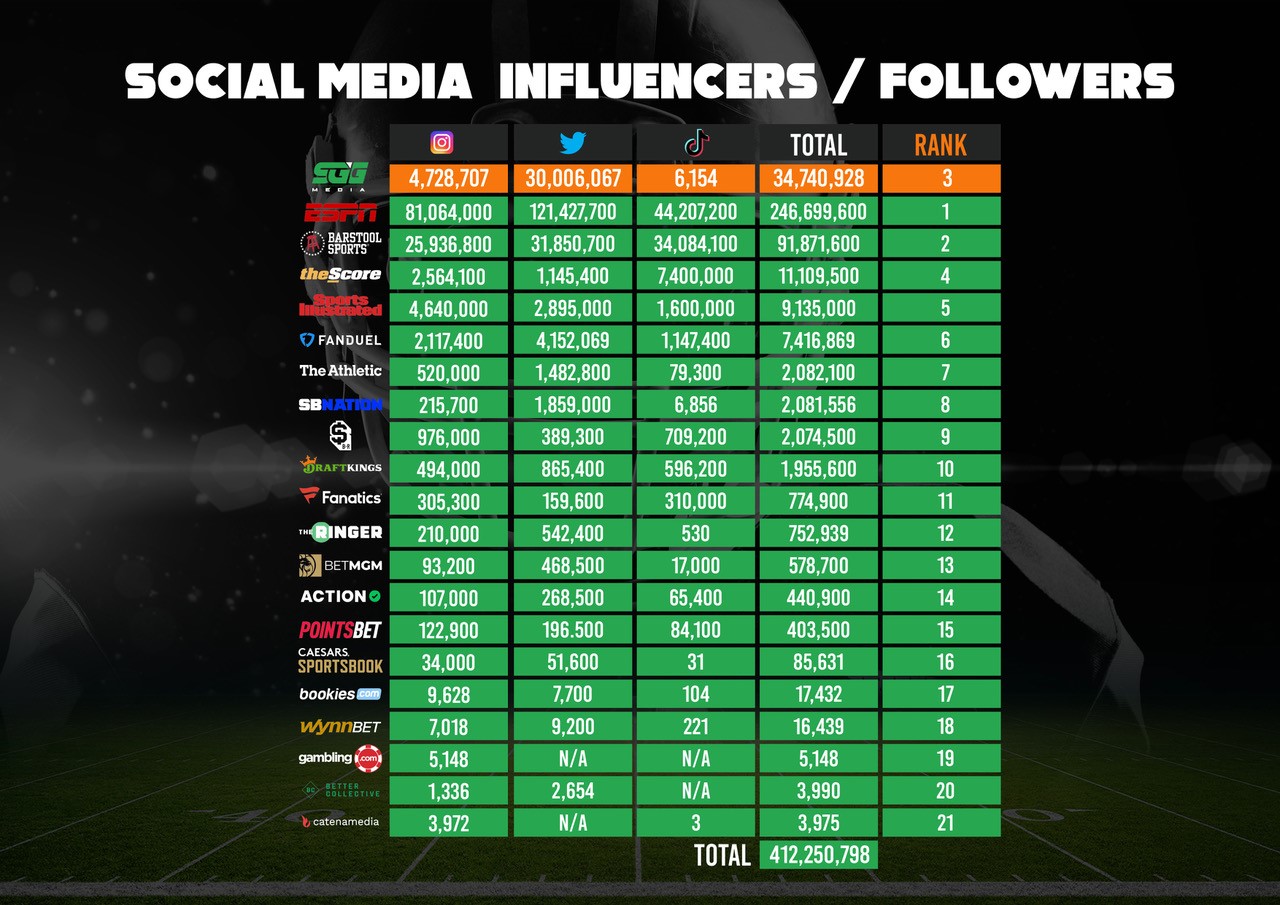 SOCIAL MEDIA INFLUENCERS / FOLLOWERS
TOTAL RANK
SGG MEDIA 4,728,707 30,006,067 6,154 34,740,928 3
ESPN 81,064,000 121,427,700 44,207,200 246,699,600 1
BARSTOOL SPORTS 25,936,800 31,850,700 34,084,100 91,871,600 2
theScore 2,564,100 1,145,400 7,400,000 11,109,500 4
Sports Illustrated 4,640,000 2,895,000 1,600,000 9,135,000 5
FANDUEL 2,117,400 4,152,069 1,147,400 7,416,869 6
The Athletic 520,000 1,482,800 79,300 2,082,100 7
SBNATION 215,700 1,859,000 6,856 2,081,556 8
976,000 389,300 709,200 2,074,500 9
DRAFTKINGS 494,000 865,400 596,200 1,955,600 10
Fanatics 305,300 159,600 310,000 774,900 11
THE RINGER 210,000 542,400 530 752,939 12
BETMGM 93,200 468,500 17,000 578,700 13
ACTION 107,000 268,500 65,400 440,900 14
POINTSBET 122,900 196.500 84,100 403,500 15
CAESARS SPORTSBOOK 34,000 51,600 31 85,631 16
bookies.com 9,628 7,700 104 17,432 17
WynnBET 7,018 9,200 221 16,439 18
gambling.com 5,148 N/A N/A 5,148 19
BC BETTER COLLECTIVE 1,336 2,654 N/A 3,990 20
catenamedia 3,972 N/A 3 3,975 21
TOTAL 412,250,798